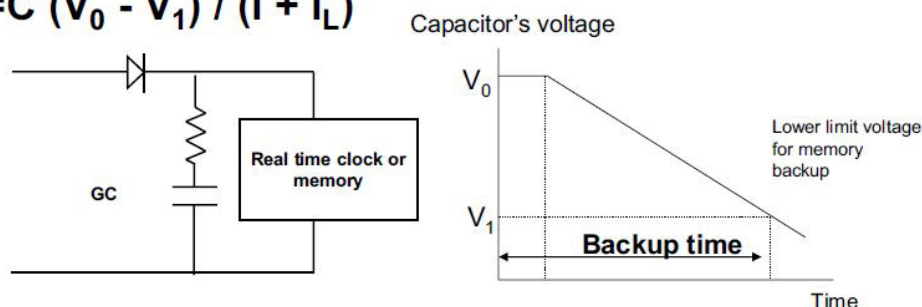 =C (V₀ - V₁) / (I + I_L)
Capacitor's voltage
V₀
Lower limit voltage
for memory
backup
Real time clock or
memory
GC
V₁
Backup time
Time